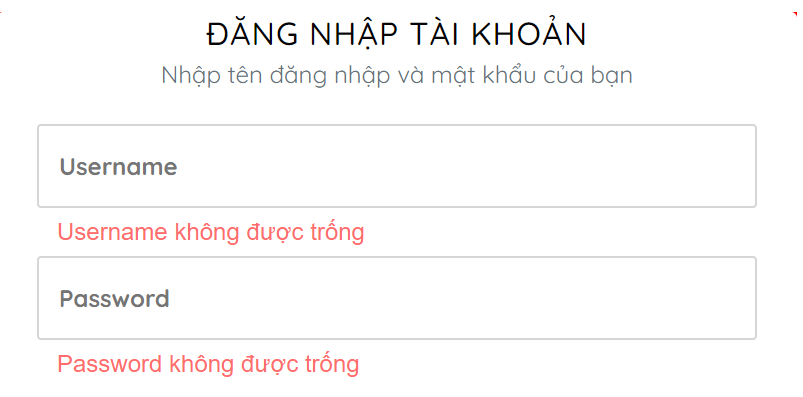 ĐĂNG NHẬP TÀI KHOẢN
Nhập tên đăng nhập và mật khẩu của bạn
Username
Username không được trống
Password
Password không được trống